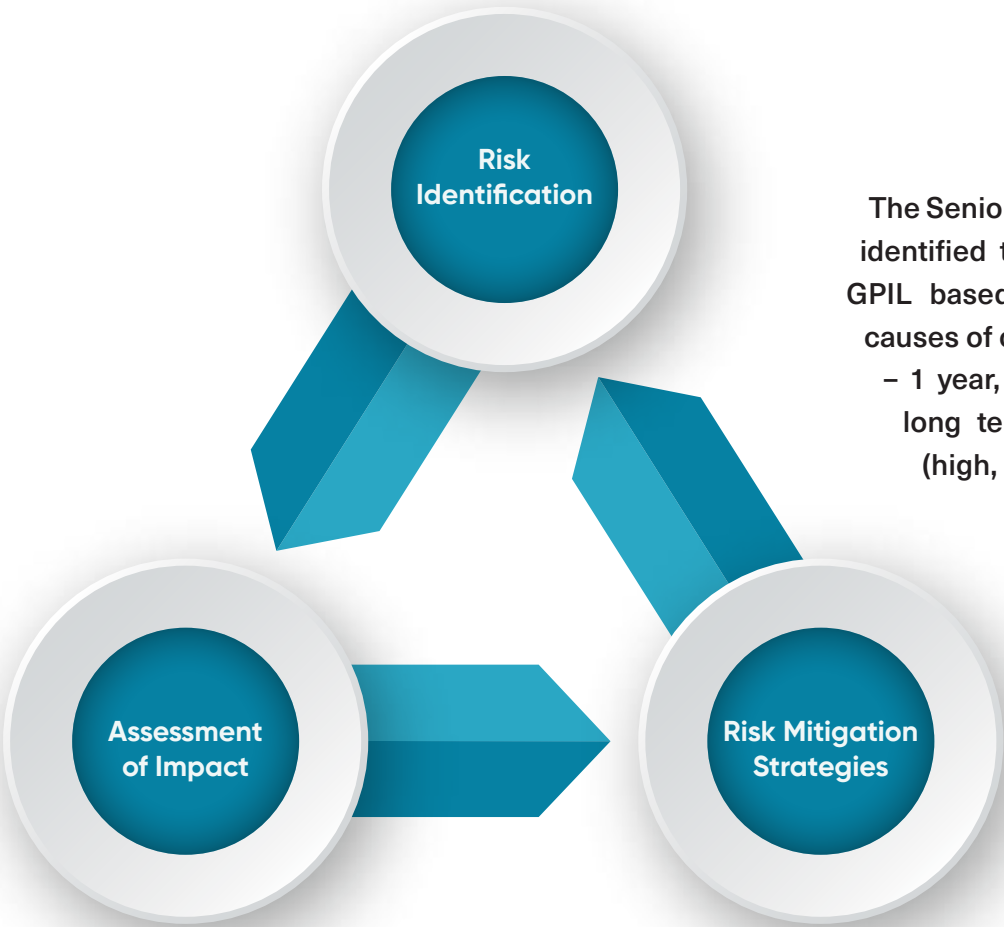 Risk
Identification
The Senio
identified t
GPIL based
causes of c
– 1 year,
long te
(high,
Assessment
of Impact
Risk Mitigation
Strategies